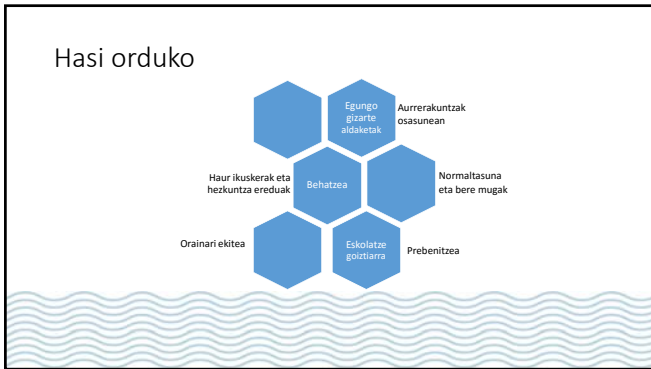 Hasi orduko
Egungo
gizarte
aldaketak
Aurrerakuntzak
osasunean
Haur ikuskerak eta
hezkuntza ereduak
Behatzea
Normaltasuna
eta bere mugak
Orainari ekitea
Eskolatze
goiztiarra
Prebenitzea